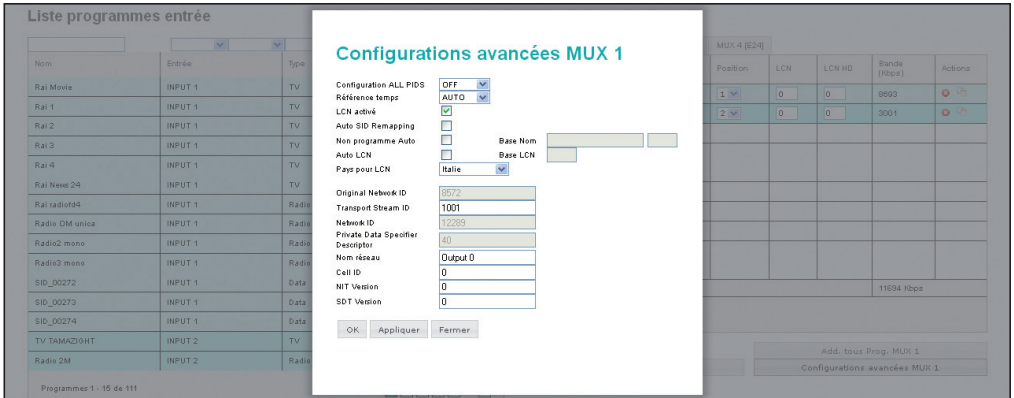 Liste programmes entrée
MUX 4 (E24)
Nom Entrée Type
Position LCN LCN HD Bande (Kbps) Actions
Rai Movie INPUT 1 TV
1 0 0 8693
Rai 1 INPUT 1 TV
2 0 0 3001
Rai 2 INPUT 1 TV
Rai 3 INPUT 1 TV
Rai 4 INPUT 1 TV
Rai News 24 INPUT 1 TV
Rai radiofd4 INPUT 1 Radio
Radio OM unica INPUT 1 Radio
Radio2 mono INPUT 1 Radio
Radio3 mono INPUT 1 Radio
SID_00272 INPUT 1 Data
11694 Kbps
SID_00273 INPUT 1 Data
SID_00274 INPUT 1 Data
TV TAMAZIGHT INPUT 2 TV
Radio 2M INPUT 2 Radio
Programmes 1 - 15 de 111
Add. tous Prog. MUX 1
Configurations avancées MUX 1
Configurations avancées MUX 1
Configuration ALL PIDS OFF
Référence temps AUTO
LCN activé
Auto SID Remapping
Non programme Auto Base Nom
Auto LCN Base LCN
Pays pour LCN Italie
Original Network ID 8572
Transport Stream ID 1001
Network ID 12289
Private Data Specifier
Descriptor 40
Nom réseau Output 0
Cell ID 0
NIT Version 0
SDT Version 0
OK Appliquer Fermer